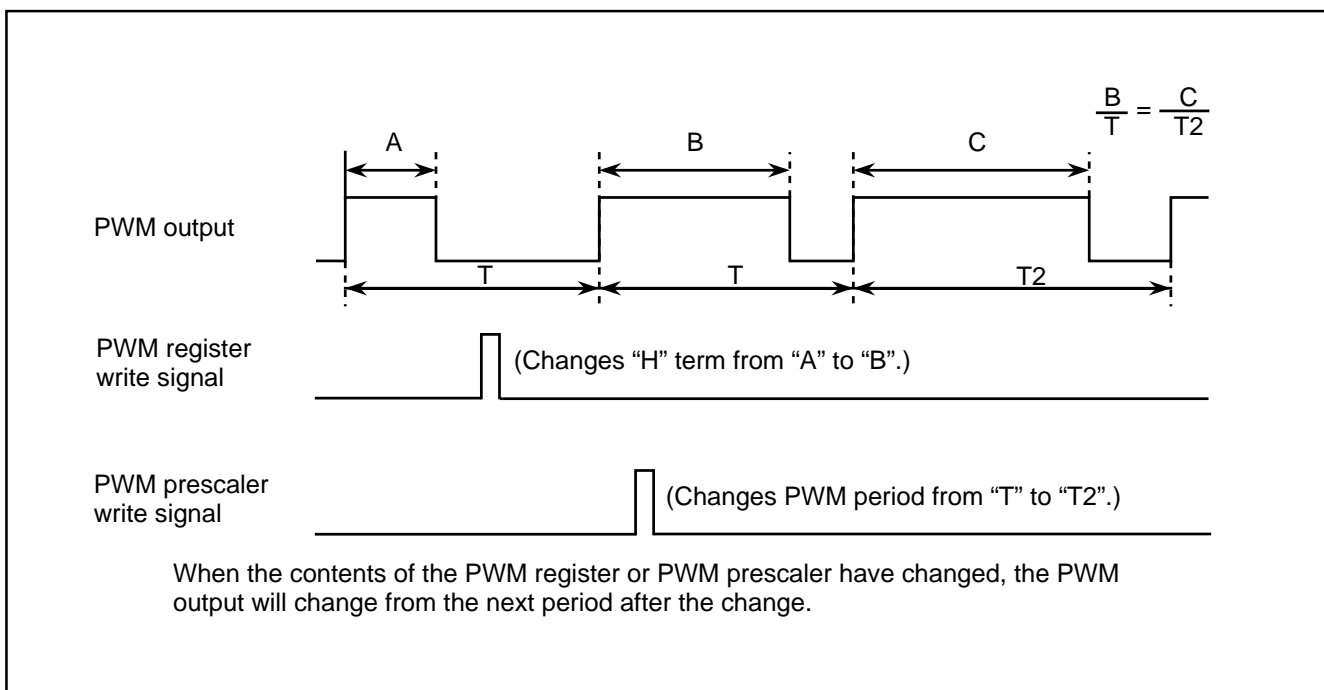 B/T = C/T2
A
B
C
PWM output
T
T
T2
PWM register
write signal
(Changes “H” term from “A” to “B”.)
PWM prescaler
write signal
(Changes PWM period from “T” to “T2”.)
When the contents of the PWM register or PWM prescaler have changed, the PWM
output will change from the next period after the change.